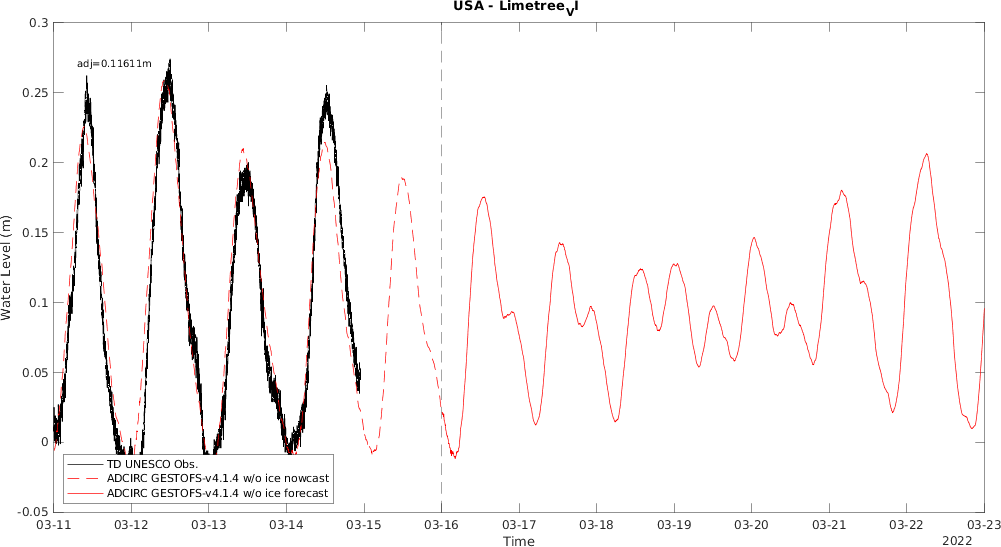 USA - Limetree_VI
adj=0.11611m
0.3
0.25
0.2
0.15
0.1
0.05
0
-0.05
Water Level (m)
TD UNESCO Obs.
ADCIRC GESTOFS-v4.1.4 w/o ice nowcast
ADCIRC GESTOFS-v4.1.4 w/o ice forecast
03-11 03-12 03-13 03-14 03-15 03-16 03-17 03-18 03-19 03-20 03-21 03-22 03-23
Time
2022